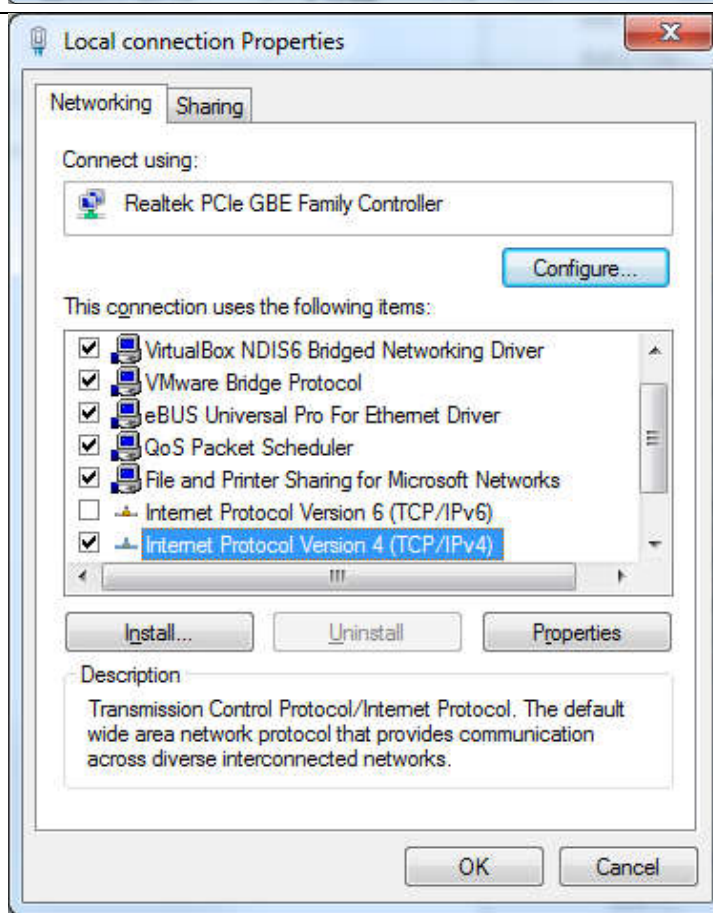 Local connection Properties
Networking
Sharing
Connect using:
Realtek PCIe GBE Family Controller
Configure...
This connection uses the following items:
VirtualBox NDIS6 Bridged Networking Driver
VMware Bridge Protocol
eBUS Universal Pro For Ethernet Driver
QoS Packet Scheduler
File and Printer Sharing for Microsoft Networks
Internet Protocol Version 6 (TCP/IPv6)
Internet Protocol Version 4 (TCP/IPv4)
Install...
Uninstall
Properties
Description
Transmission Control Protocol/Internet Protocol. The default
wide area network protocol that provides communication
across diverse interconnected networks.
OK
Cancel